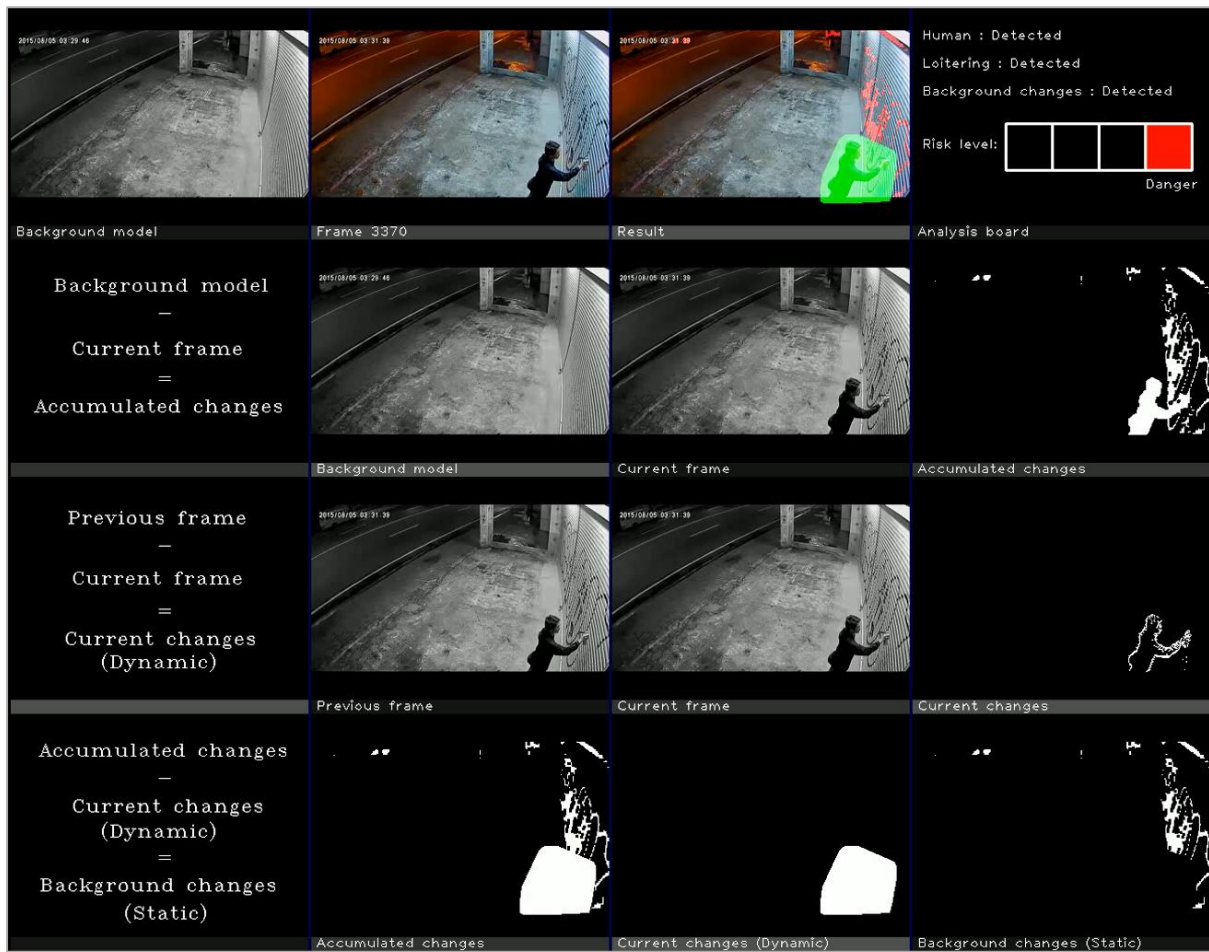 2015/08/05 03:29:46
2015/08/05 03:31:39
2015/08/05 03:31:39
Human : Detected
Loitering : Detected
Background changes : Detected
Risk level:
Danger
Background model
Frame 3370
Result
Analysis board
Background model
−
Current frame
=
Accumulated changes
2015/08/05 03:29:46
2015/08/05 03:31:39
Background model
Current frame
Accumulated changes
Previous frame
−
Current frame
=
Current changes
(Dynamic)
2015/08/05 03:31:39
2015/08/05 03:31:39
Previous frame
Current frame
Current changes
Accumulated changes
−
Current changes
(Dynamic)
=
Background changes
(Static)
Accumulated changes
Current changes (Dynamic)
Background changes (Static)